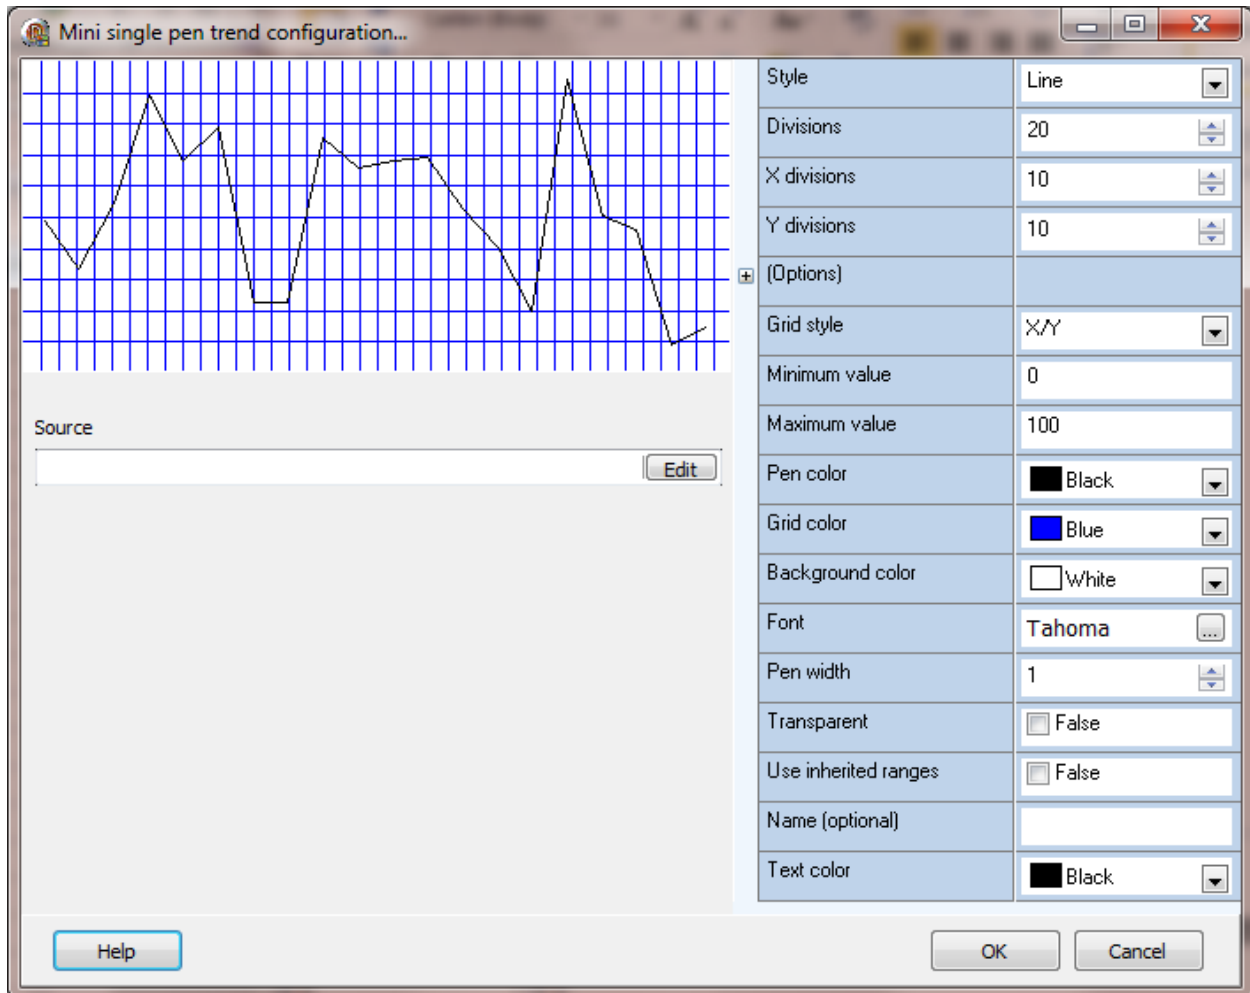 Mini single pen trend configuration...
Style Line
Divisions 20
X divisions 10
Y divisions 10
(Options)
Grid style X/Y
Minimum value 0
Maximum value 100
Source
Edit
Pen color Black
Grid color Blue
Background color White
Font Tahoma ...
Pen width 1
Transparent False
Use inherited ranges False
Name (optional)
Text color Black
Help OK Cancel